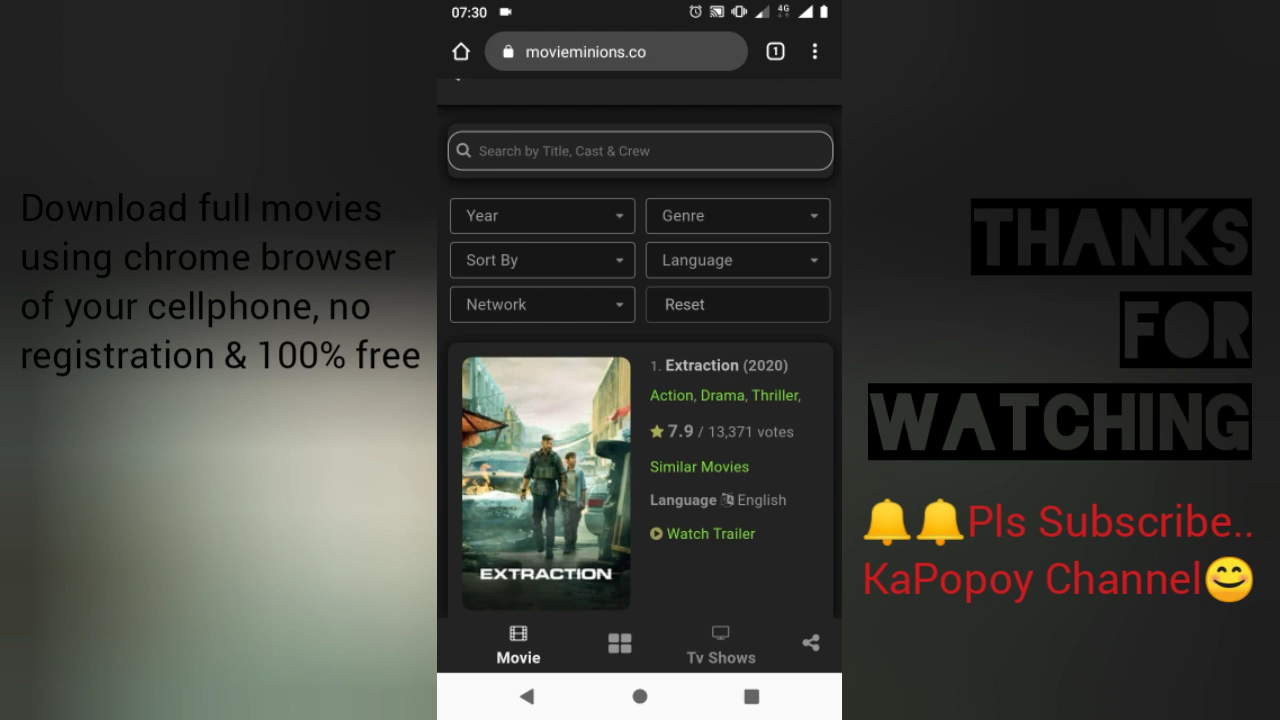 07:30
4G
movieminions.co
1
Search by Title, Cast & Crew
Year
Genre
Sort By
Language
Network
Reset
1. Extraction (2020)
Action, Drama, Thriller,
7.9 / 13,371 votes
Similar Movies
Language English
Watch Trailer
EXTRACTION
Movie
Tv Shows
Download full movies
using chrome browser
of your cellphone, no
registration & 100% free
THANKS
FOR
WATCHING
🔔🔔Pls Subscribe..
KaPopoy Channel😊